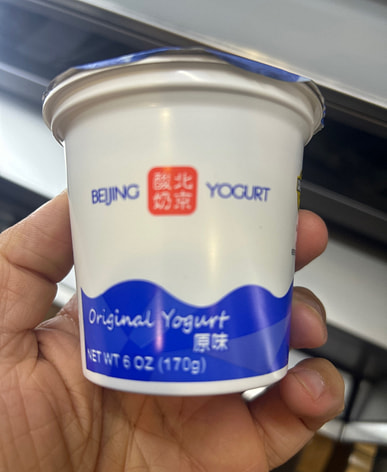 BEIJING 酸北奶京 YOGURT
Original Yogurt
原味
NET WT 6 OZ (170g)